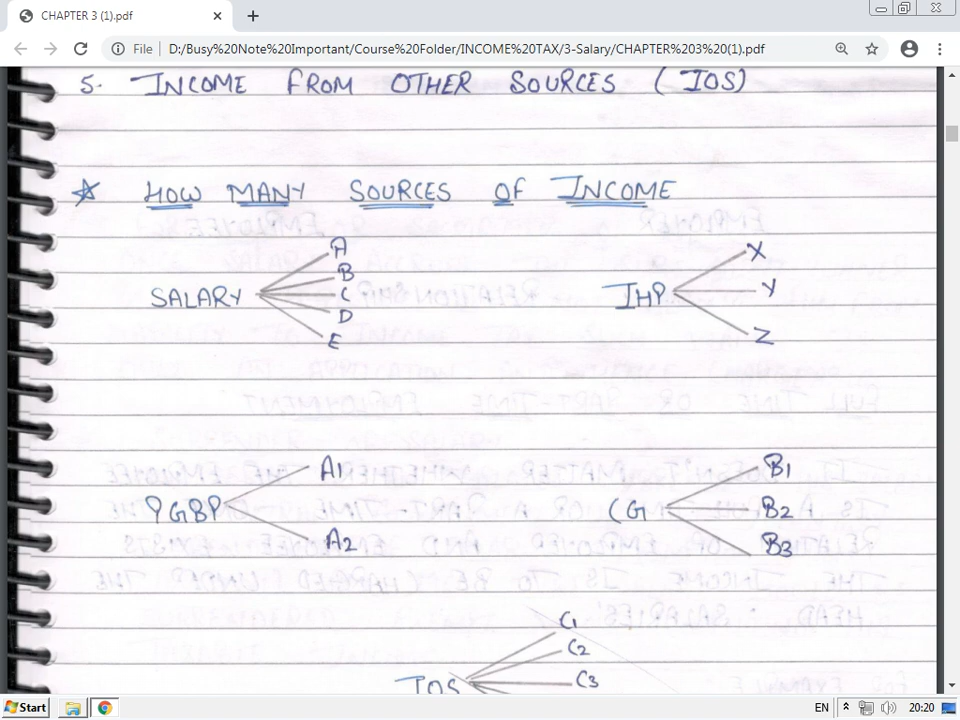 CHAPTER 3 (1).pdf
File | D:/Busy%20Note%20Important/Course%20Folder/INCOME%20TAX/3-Salary/CHAPTER%203%20(1).pdf
5. INCOME FROM OTHER SOURCES (IOS)
HOW MANY SOURCES OF INCOME
SALARY
A
B
C
D
E
IHP
X
Y
Z
PGBP
A1
A2
CG
B1
B2
B3
IOS
C1
C2
C3
Start
EN
20:20